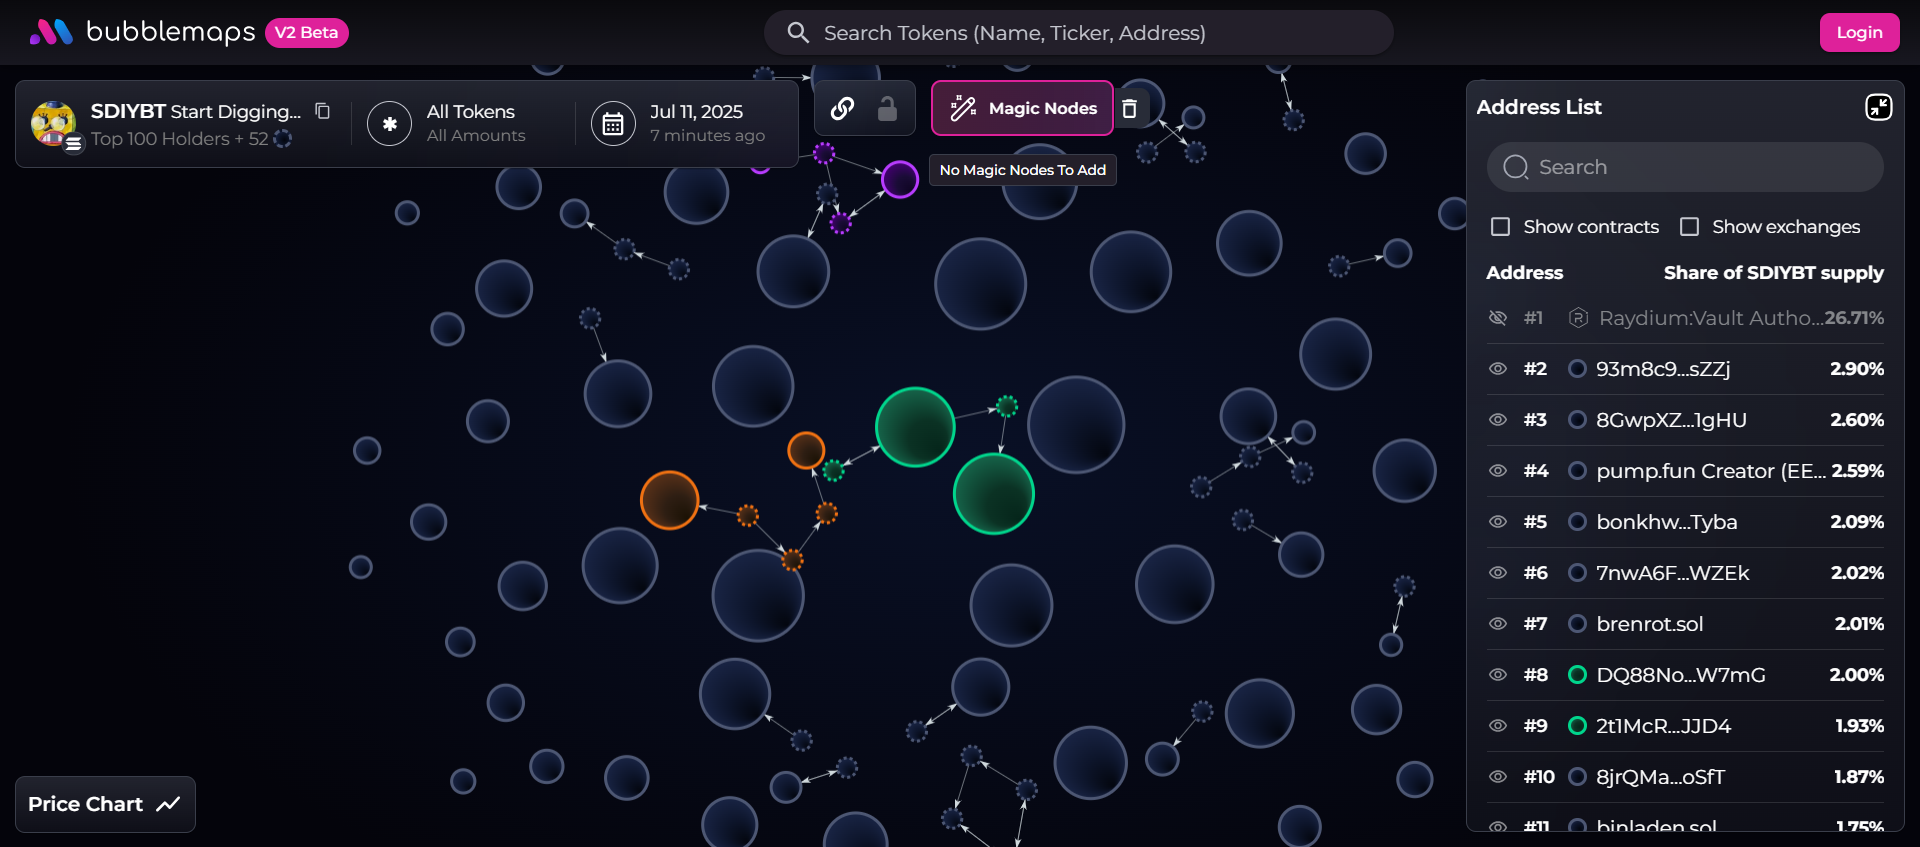 bubblemaps V2 Beta
Search Tokens (Name, Ticker, Address)
Login
SDIYBT Start Digging...
Top 100 Holders + 52
All Tokens
All Amounts
Jul 11, 2025
7 minutes ago
Magic Nodes
No Magic Nodes To Add
Address List
Search
Show contracts
Show exchanges
Address Share of SDIYBT supply
#1 Raydium:Vault Autho... 26.71%
#2 93m8c9...sZZj 2.90%
#3 8GwpXZ...1gHU 2.60%
#4 pump.fun Creator (EE... 2.59%
#5 bonkhw...Tyba 2.09%
#6 7nwA6F...WZEk 2.02%
#7 brenrot.sol 2.01%
#8 DQ88No...W7mG 2.00%
#9 2t1McR...JJD4 1.93%
#10 8jrQMa...oSfT 1.87%
#11 binladen.sol 1.75%
Price Chart